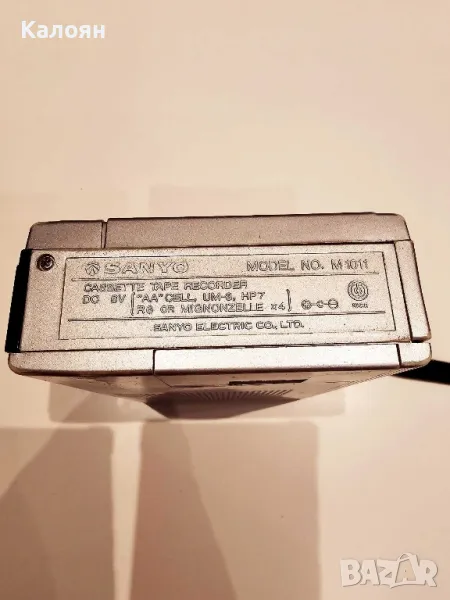 Калоян
SANYO MODEL NO. M 1011
CASSETTE TAPE RECORDER
DC 6V "AA" CELL, UM-3, HP7
R6 OR MIGNONZELLE x4
SANYO ELECTRIC CO., LTD.
BAZAR.bg